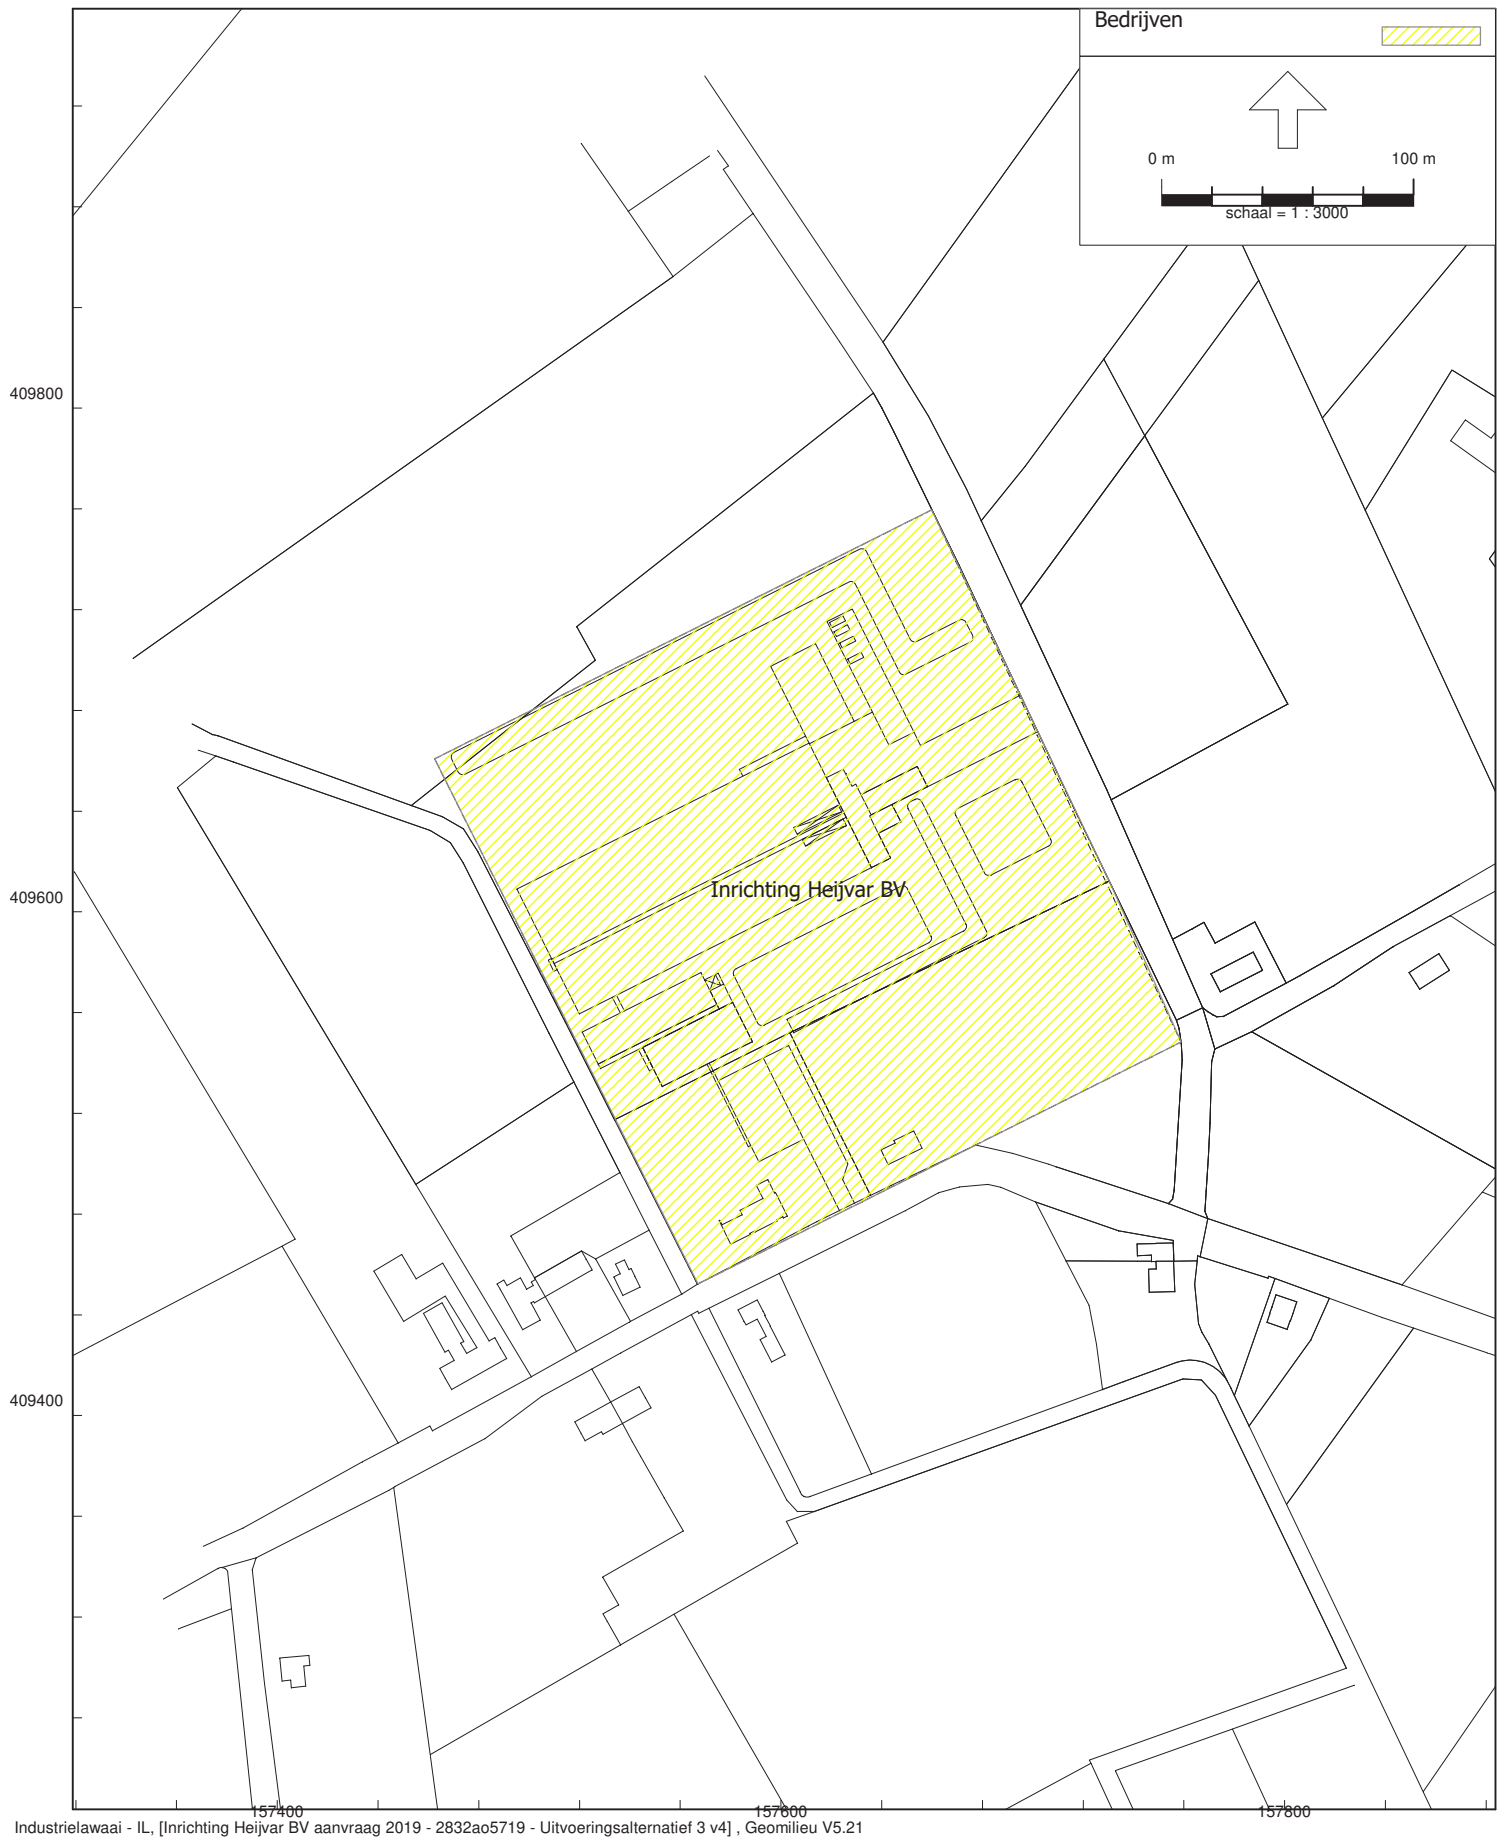 Bedrijven
0 m 100 m
schaal = 1 : 3000
409800
409600
Inrichting Heijvar BV
409400
157400 157600 157800
Industrielawaai - IL, [Inrichting Heijvar BV aanvraag 2019 - 2832ao5719 - Uitvoeringsalternatief 3 v4] , Geomilieu V5.21